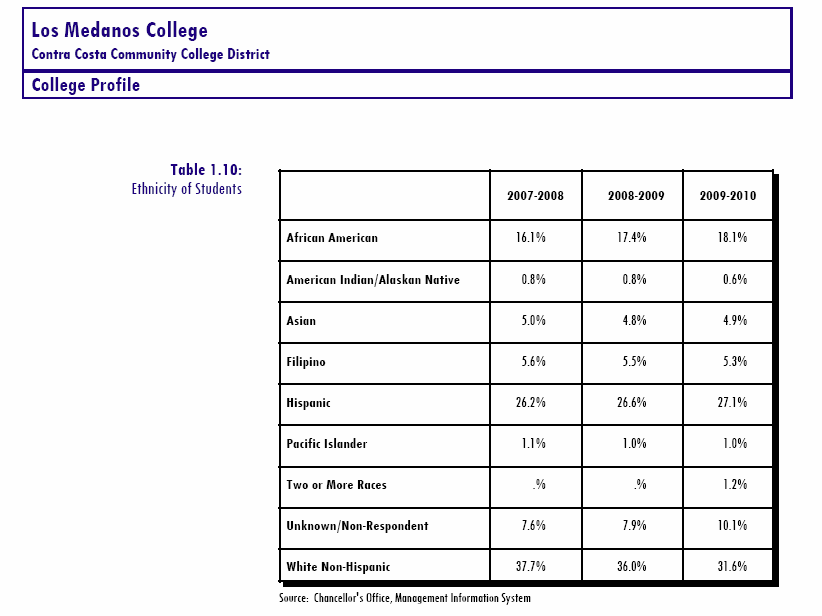 Los Medanos College
Contra Costa Community College District
College Profile
Table 1.10:
Ethnicity of Students
2007-2008 2008-2009 2009-2010
African American 16.1% 17.4% 18.1%
American Indian/Alaskan Native 0.8% 0.8% 0.6%
Asian 5.0% 4.8% 4.9%
Filipino 5.6% 5.5% 5.3%
Hispanic 26.2% 26.6% 27.1%
Pacific Islander 1.1% 1.0% 1.0%
Two or More Races .% .% 1.2%
Unknown/Non-Respondent 7.6% 7.9% 10.1%
White Non-Hispanic 37.7% 36.0% 31.6%
Source: Chancellor's Office, Management Information System